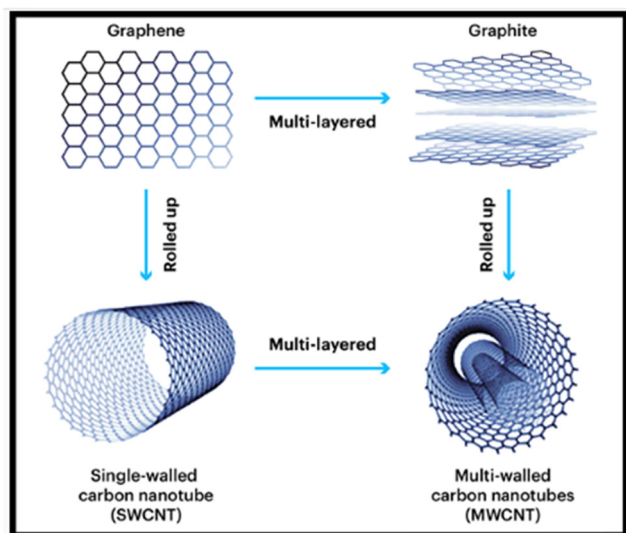 Graphene
Graphite
Multi-layered
Rolled up
Rolled up
Multi-layered
Single-walled
carbon nanotube
(SWCNT)
Multi-walled
carbon nanotubes
(MWCNT)